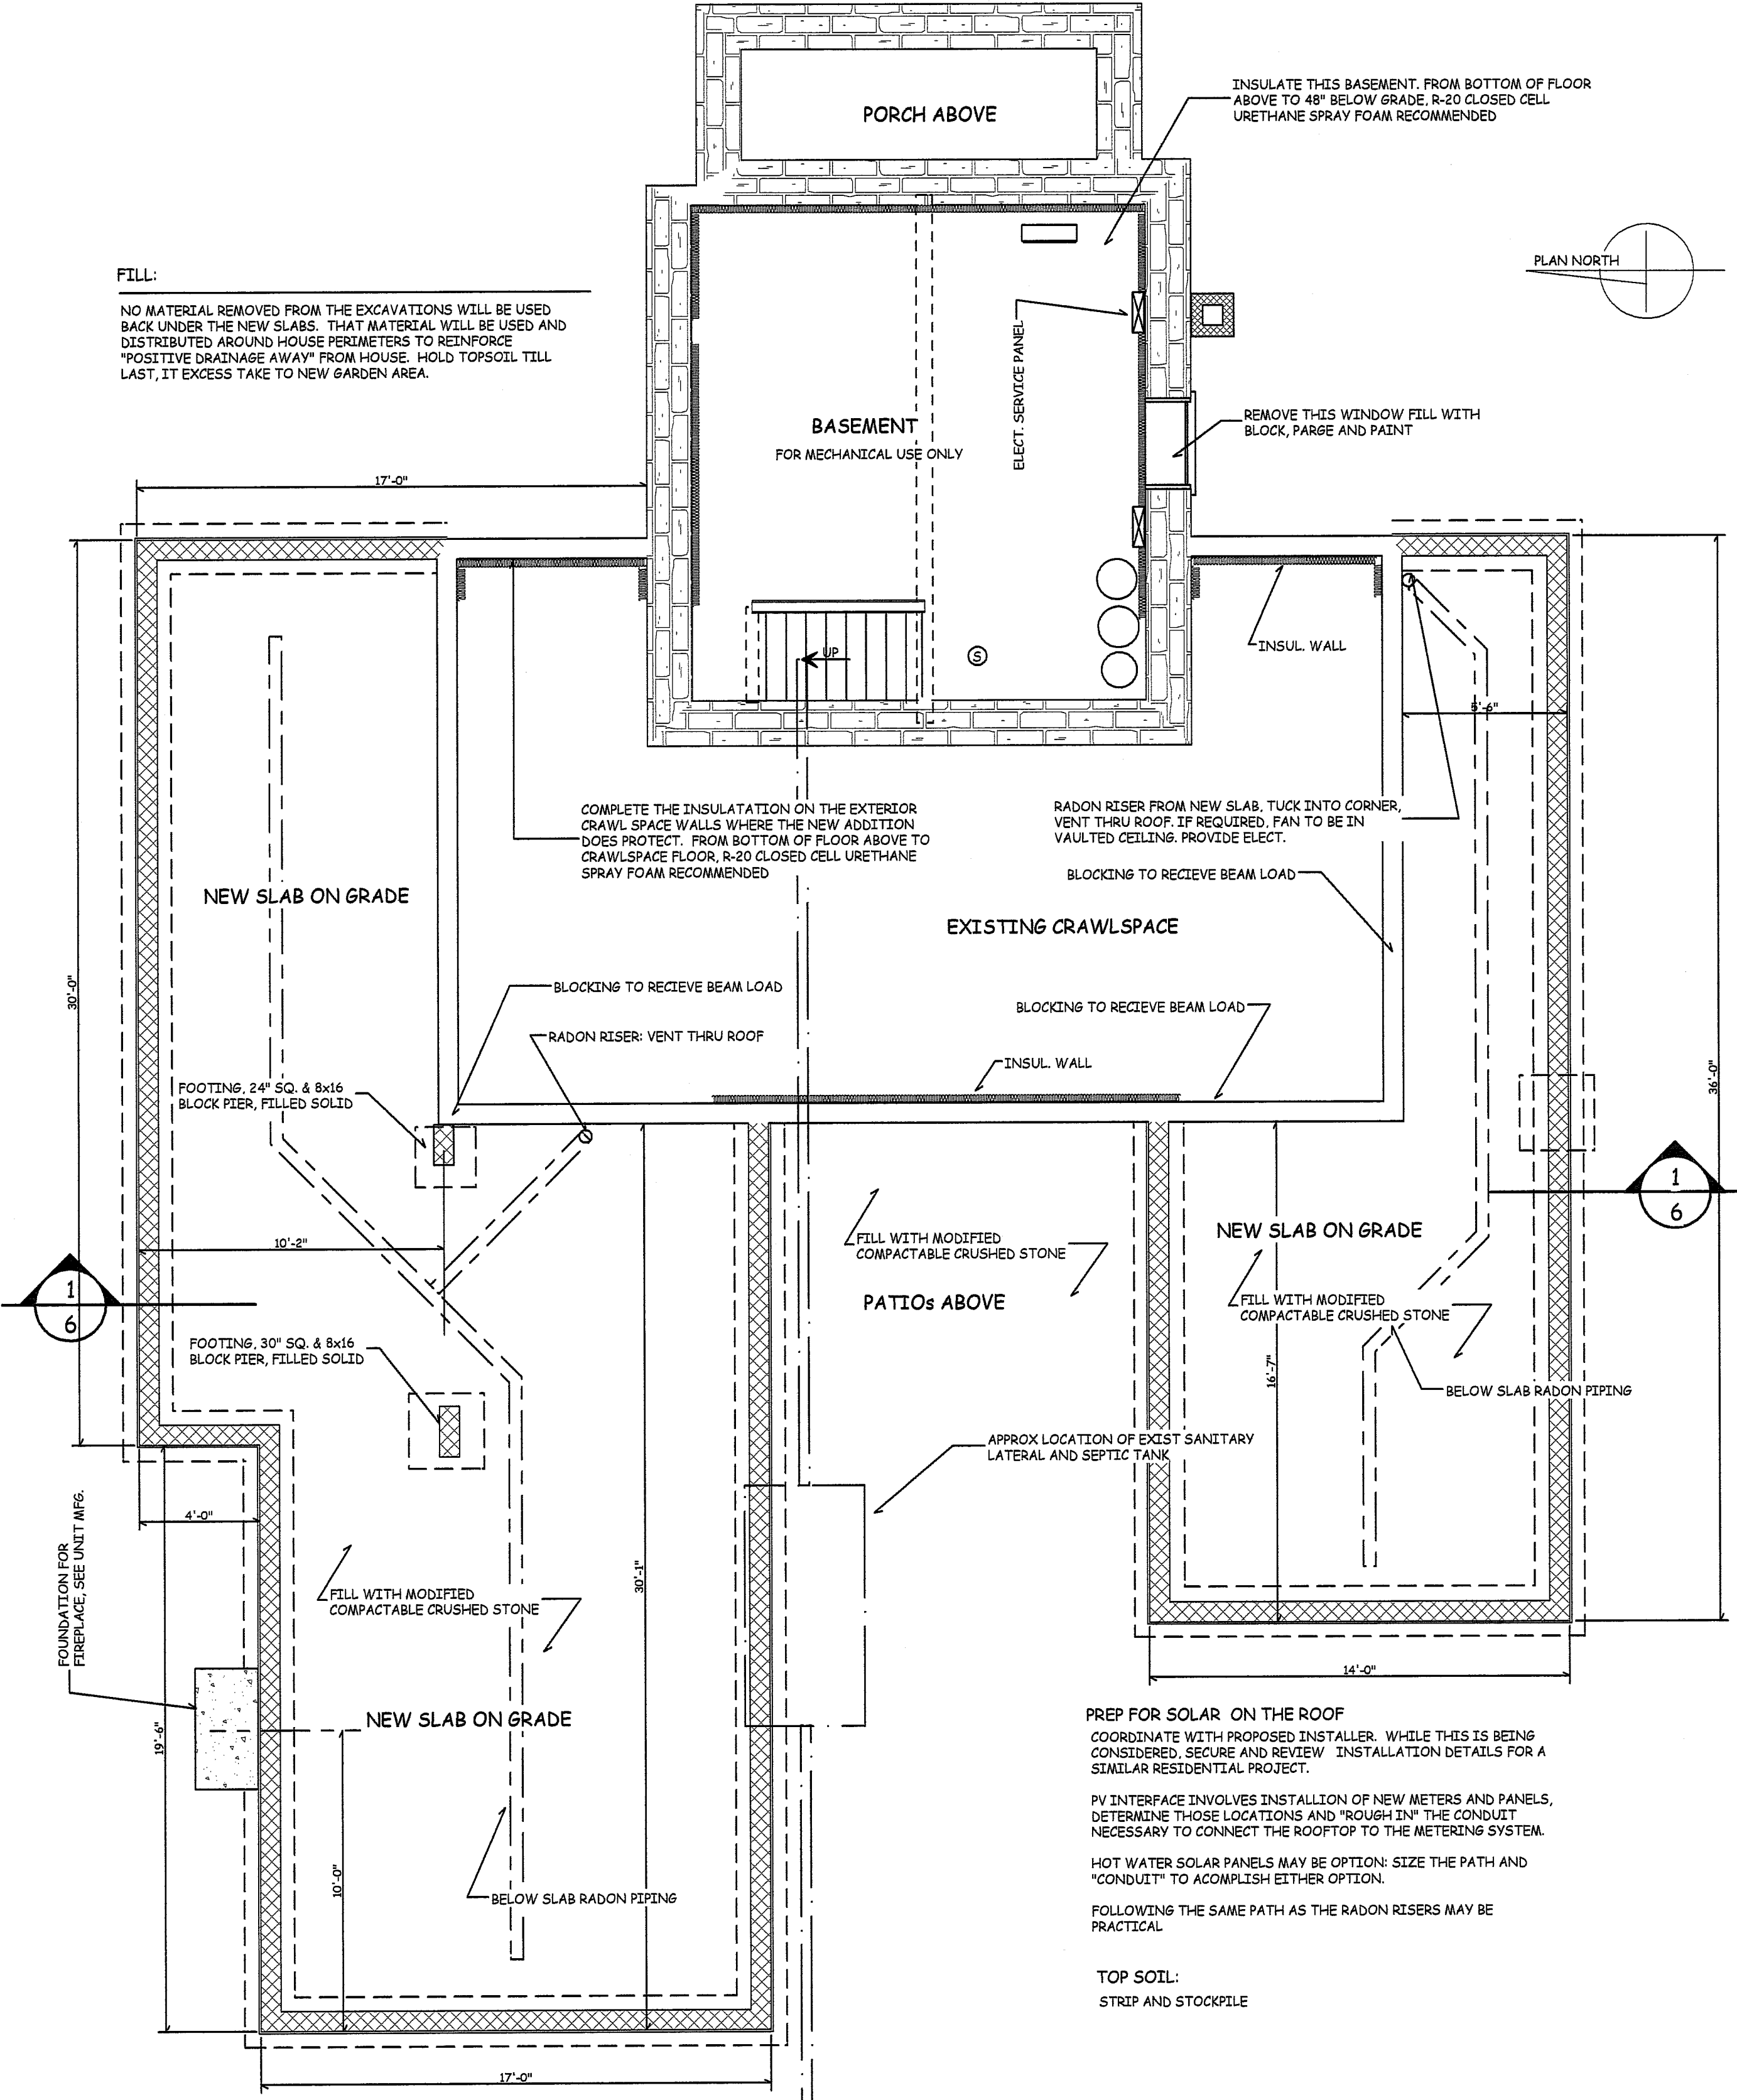 PORCH ABOVE
INSULATE THIS BASEMENT. FROM BOTTOM OF FLOOR
ABOVE TO 48" BELOW GRADE, R-20 CLOSED CELL
URETHANE SPRAY FOAM RECOMMENDED
PLAN NORTH
FILL:
NO MATERIAL REMOVED FROM THE EXCAVATIONS WILL BE USED
BACK UNDER THE NEW SLABS. THAT MATERIAL WILL BE USED AND
DISTRIBUTED AROUND HOUSE PERIMETERS TO REINFORCE
"POSITIVE DRAINAGE AWAY" FROM HOUSE. HOLD TOPSOIL TILL
LAST, IT EXCESS TAKE TO NEW GARDEN AREA.
ELECT. SERVICE PANEL
BASEMENT
FOR MECHANICAL USE ONLY
REMOVE THIS WINDOW FILL WITH
BLOCK, PARGE AND PAINT
17'-0"
UP
S
INSUL. WALL
5'-6"
COMPLETE THE INSULATATION ON THE EXTERIOR
CRAWL SPACE WALLS WHERE THE NEW ADDITION
DOES PROTECT. FROM BOTTOM OF FLOOR ABOVE TO
CRAWLSPACE FLOOR, R-20 CLOSED CELL URETHANE
SPRAY FOAM RECOMMENDED
RADON RISER FROM NEW SLAB, TUCK INTO CORNER,
VENT THRU ROOF. IF REQUIRED, FAN TO BE IN
VAULTED CEILING. PROVIDE ELECT.
BLOCKING TO RECIEVE BEAM LOAD
NEW SLAB ON GRADE
EXISTING CRAWLSPACE
30'-0"
BLOCKING TO RECIEVE BEAM LOAD
BLOCKING TO RECIEVE BEAM LOAD
RADON RISER: VENT THRU ROOF
INSUL. WALL
36'-0"
FOOTING, 24" SQ. & 8x16
BLOCK PIER, FILLED SOLID
1
6
10'-2"
FILL WITH MODIFIED
COMPACTABLE CRUSHED STONE
NEW SLAB ON GRADE
PATIOs ABOVE
FILL WITH MODIFIED
COMPACTABLE CRUSHED STONE
1
6
FOOTING, 30" SQ. & 8x16
BLOCK PIER, FILLED SOLID
16'-7"
BELOW SLAB RADON PIPING
APPROX LOCATION OF EXIST SANITARY
LATERAL AND SEPTIC TANK
4'-0"
FOUNDATION FOR
FIREPLACE, SEE UNIT MFG.
30'-1"
FILL WITH MODIFIED
COMPACTABLE CRUSHED STONE
14'-0"
19'-6"
NEW SLAB ON GRADE
10'-0"
BELOW SLAB RADON PIPING
17'-0"
PREP FOR SOLAR ON THE ROOF
COORDINATE WITH PROPOSED INSTALLER. WHILE THIS IS BEING
CONSIDERED, SECURE AND REVIEW INSTALLATION DETAILS FOR A
SIMILAR RESIDENTIAL PROJECT.
PV INTERFACE INVOLVES INSTALLION OF NEW METERS AND PANELS,
DETERMINE THOSE LOCATIONS AND "ROUGH IN" THE CONDUIT
NECESSARY TO CONNECT THE ROOFTOP TO THE METERING SYSTEM.
HOT WATER SOLAR PANELS MAY BE OPTION: SIZE THE PATH AND
"CONDUIT" TO ACOMPLISH EITHER OPTION.
FOLLOWING THE SAME PATH AS THE RADON RISERS MAY BE
PRACTICAL
TOP SOIL:
STRIP AND STOCKPILE